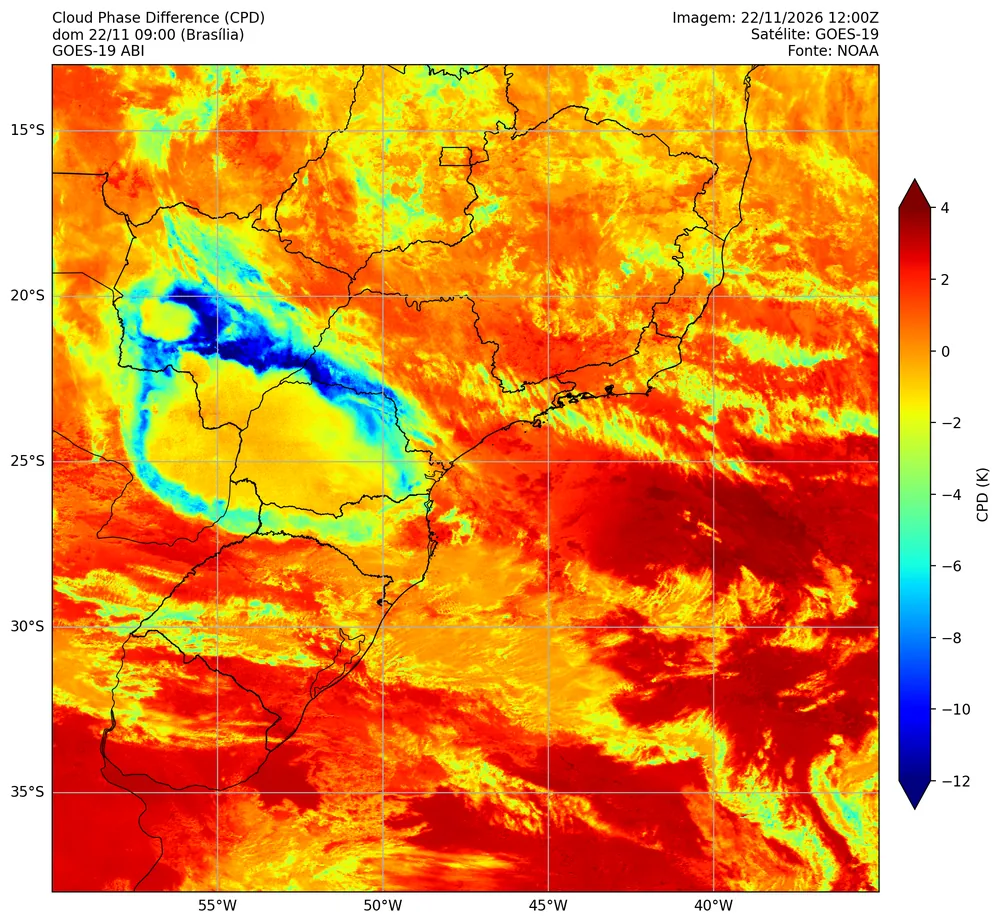 Cloud Phase Difference (CPD)
dom 22/11 09:00 (Brasília)
GOES-19 ABI
Imagem: 22/11/2026 12:00Z
Satélite: GOES-19
Fonte: NOAA
15°S
20°S
25°S
30°S
35°S
55°W
50°W
45°W
40°W
4
2
0
−2
−4
−6
−8
−10
−12
CPD (K)